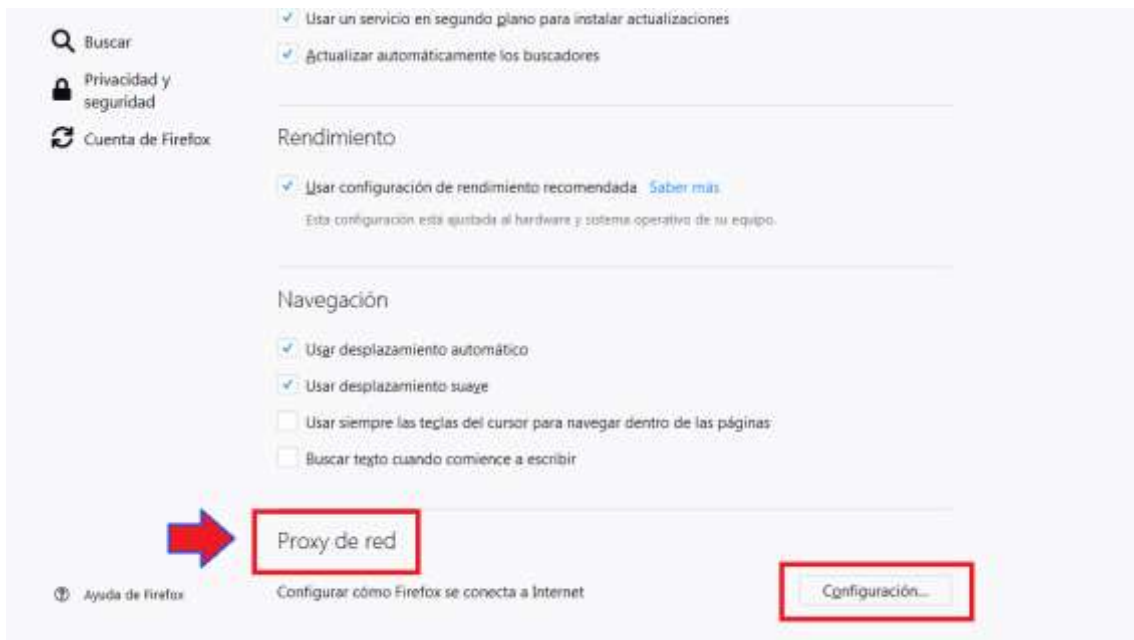 Usar un servicio en segundo plano para instalar actualizaciones
Buscar
Actualizar automáticamente los buscadores
Privacidad y
seguridad
Cuenta de Firefox
Rendimiento
Usar configuración de rendimiento recomendada Saber más
Esta configuración está ajustada al hardware y sistema operativo de su equipo.
Navegación
Usar desplazamiento automático
Usar desplazamiento suave
Usar siempre las teclas del cursor para navegar dentro de las páginas
Buscar texto cuando comience a escribir
Proxy de red
Ayuda de Firefox
Configurar cómo Firefox se conecta a Internet
Configuración...